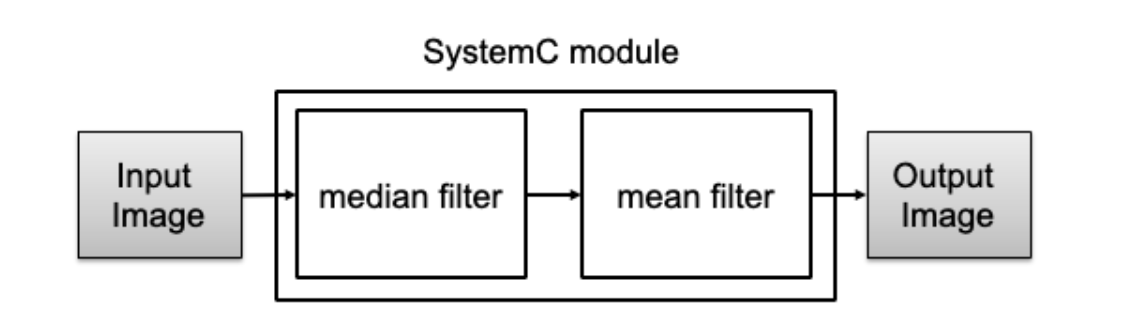 SystemC module
Input
Image
median filter
mean filter
Output
Image